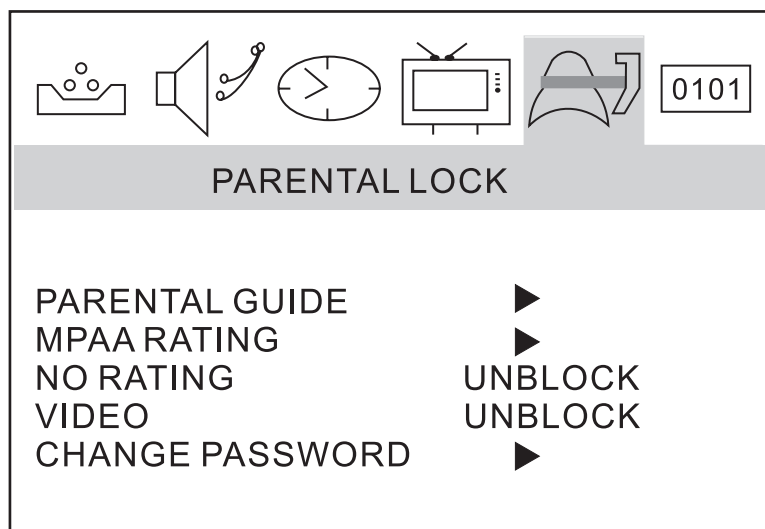 0101
PARENTAL LOCK
PARENTAL GUIDE ▶
MPAA RATING ▶
NO RATING UNBLOCK
VIDEO UNBLOCK
CHANGE PASSWORD ▶